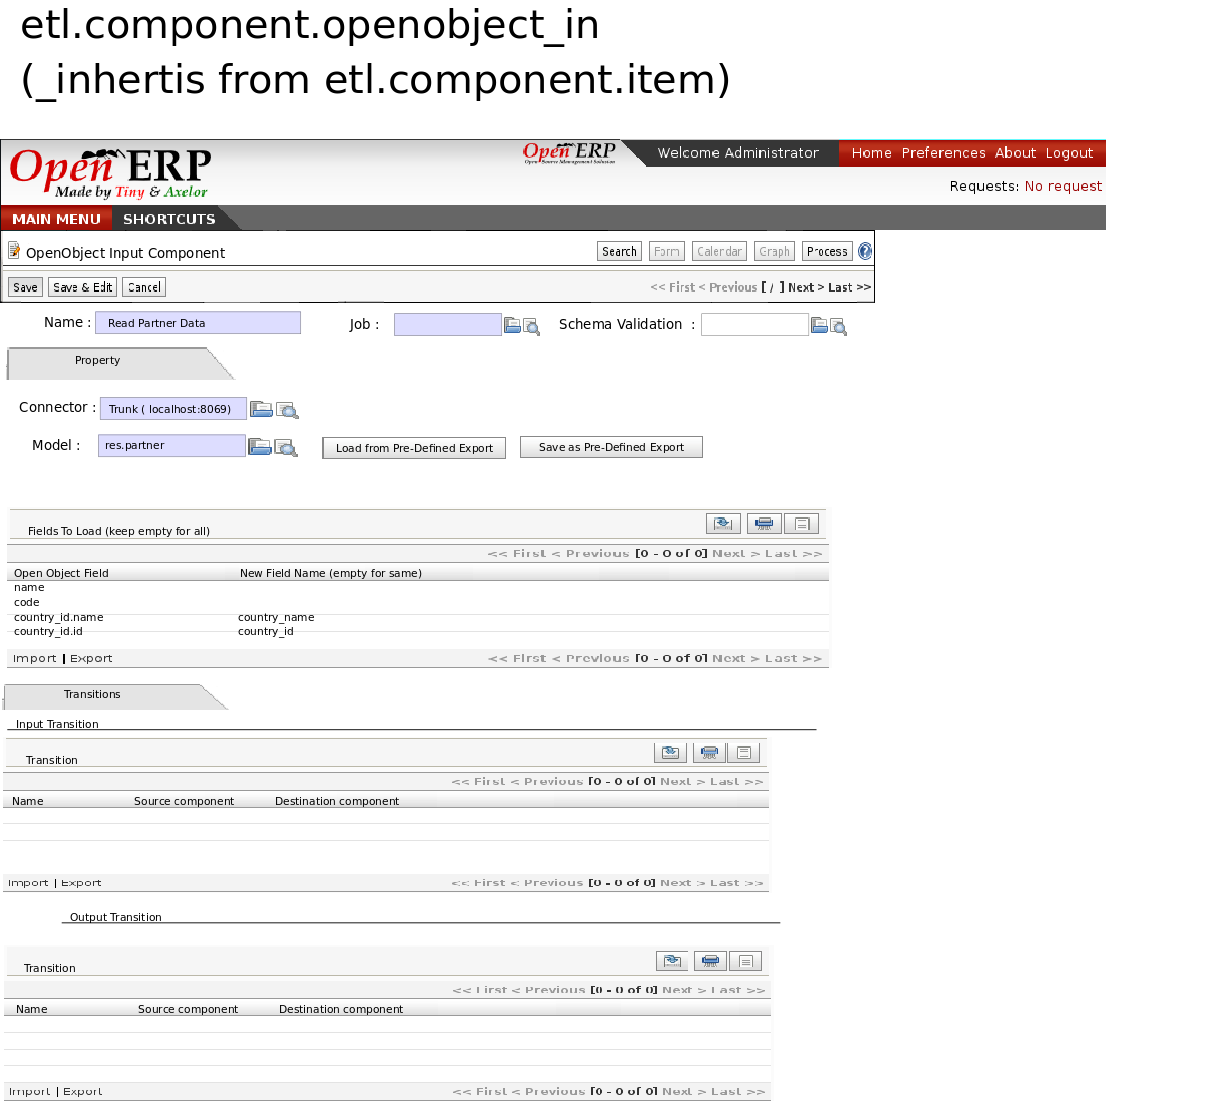 etl.component.openobject_in
(_inhertis from etl.component.item)
Open ERP
Made by Tiny & Axelor
Open ERP
Open Source Management Solution
Welcome Administrator
Home Preferences About Logout
Requests: No request
MAIN MENU SHORTCUTS
OpenObject Input Component Search Form Calendar Graph Process ?
Save Save & Edit Cancel << First < Previous [ / ] Next > Last >>
Name : Read Partner Data Job : Schema Validation :
Property
Connector : Trunk ( localhost:8069)
Model : res.partner Load from Pre-Defined Export Save as Pre-Defined Export
Fields To Load (keep empty for all)
<< First < Previous [0 - 0 of 0] Next > Last >>
Open Object Field New Field Name (empty for same)
name
code
country_id.name country_name
country_id.id country_id
Import | Export << First < Previous [0 - 0 of 0] Next > Last >>
Transitions
Input Transition
Transition
<< First < Previous [0 - 0 of 0] Next > Last >>
Name Source component Destination component
Import | Export << First < Previous [0 - 0 of 0] Next > Last >>
Output Transition
Transition
<< First < Previous [0 - 0 of 0] Next > Last >>
Name Source component Destination component
Import | Export << First < Previous [0 - 0 of 0] Next > Last >>